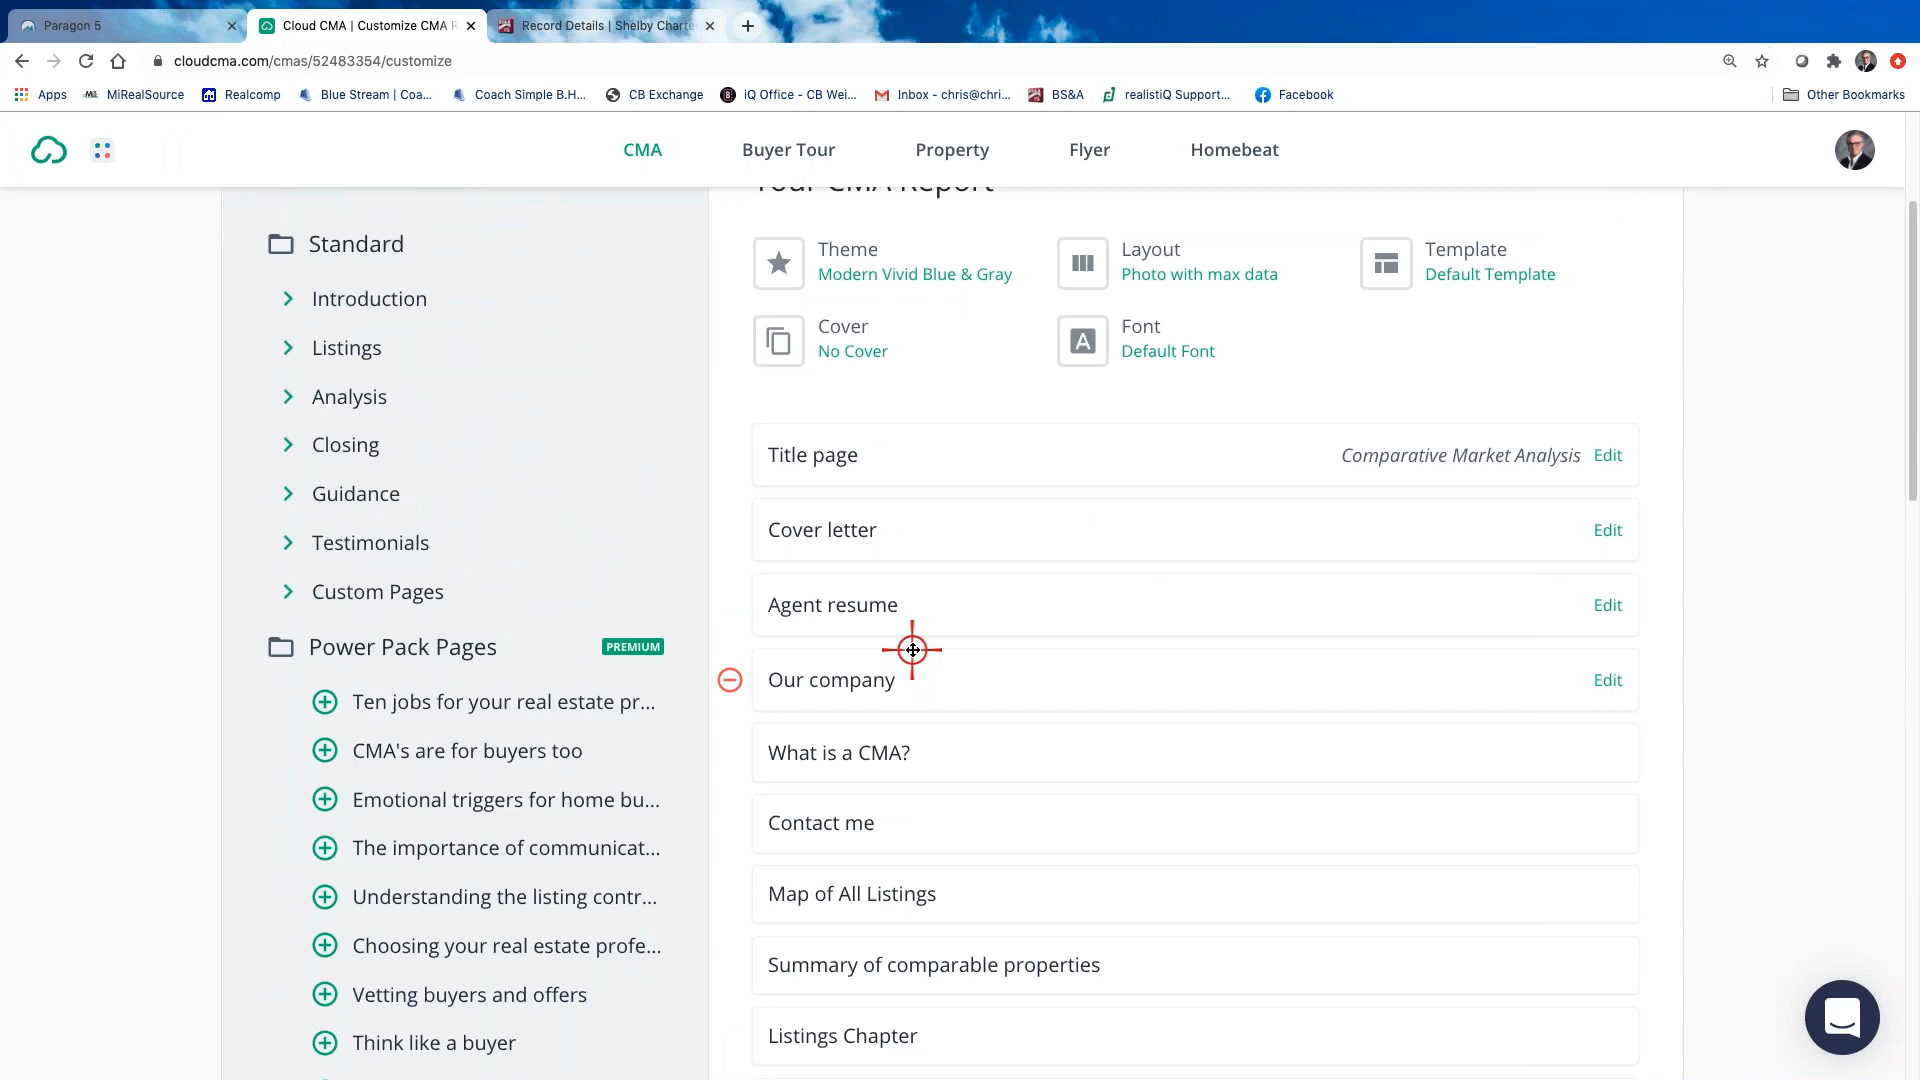 Paragon 5
Cloud CMA | Customize CMA R
Record Details | Shelby Charte
cloudcma.com/cmas/52483354/customize
Apps
MiRealSource
Realcomp
Blue Stream | Coa...
Coach Simple B.H...
CB Exchange
iQ Office - CB Wei...
Inbox - chris@chri...
BS&A
realistiQ Support...
Facebook
Other Bookmarks
CMA
Buyer Tour
Property
Flyer
Homebeat
Your CMA Report
Standard
Introduction
Listings
Analysis
Closing
Guidance
Testimonials
Custom Pages
Power Pack Pages
PREMIUM
Ten jobs for your real estate pr...
CMA's are for buyers too
Emotional triggers for home bu...
The importance of communicat...
Understanding the listing contr...
Choosing your real estate profe...
Vetting buyers and offers
Think like a buyer
Theme
Modern Vivid Blue & Gray
Layout
Photo with max data
Template
Default Template
Cover
No Cover
A
Font
Default Font
Title page
Comparative Market Analysis Edit
Cover letter
Edit
Agent resume
Edit
Our company
Edit
What is a CMA?
Contact me
Map of All Listings
Summary of comparable properties
Listings Chapter